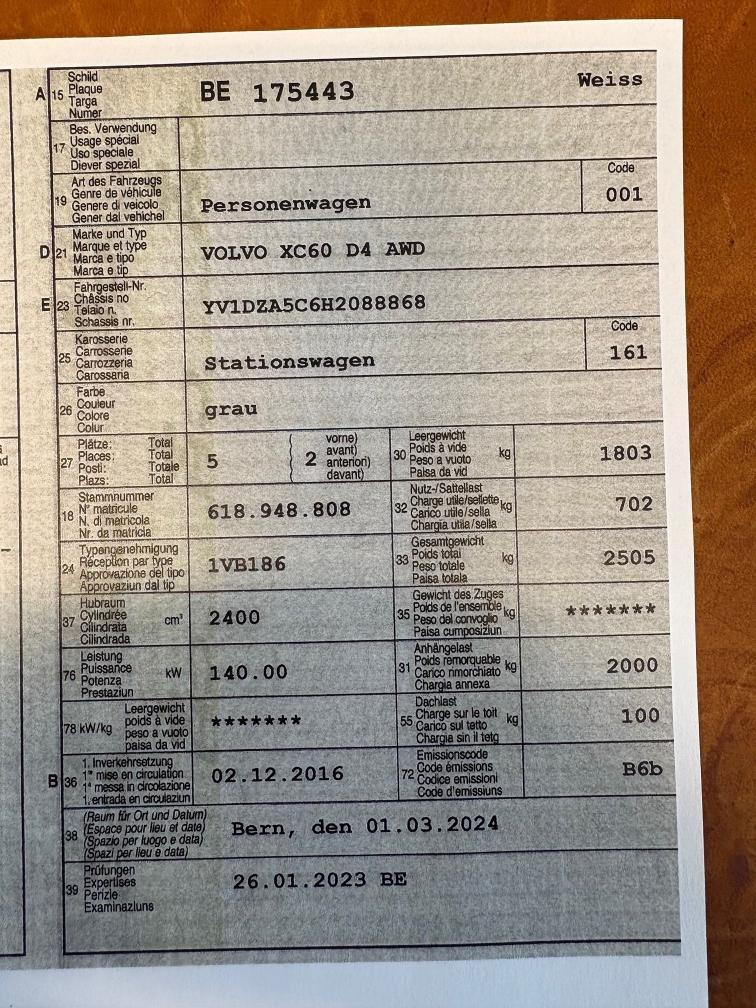 A 15 Schild
Plaque
Targa
Numer
BE 175443 Weiss
17 Bes. Verwendung
Usage spécial
Uso speciale
Diever spezial
19 Art des Fahrzeugs
Genre de véhicule
Genere di veicolo
Gener dal vehichel
Personenwagen
Code
001
D 21 Marke und Typ
Marque et type
Marca e tipo
Marca e tip
VOLVO XC60 D4 AWD
E 23 Fahrgestell-Nr.
Châssis no
Telaio n.
Schassis nr.
YV1DZA5C6H2088868
25 Karosserie
Carrosserie
Carrozzeria
Carossaria
Stationswagen
Code
161
26 Farbe
Couleur
Colore
Colur
grau
27 Plätze: Total
Places: Total
Posti: Totale
Plazs: Total
5
2
vorne)
avant)
anteriori)
davant)
30 Leergewicht
Poids à vide kg
Peso a vuoto
Paisa da vid
1803
18 Stammnummer
N° matricule
N. di matricola
Nr. da matricla
618.948.808
32 Nutz-/Sattellast
Charge utile/sellette kg
Carico utile/sella
Chargia utila/sella
702
24 Typengenehmigung
Réception par type
Approvazione del tipo
Approvaziun dal tip
1VB186
33 Gesamtgewicht
Poids total kg
Peso totale
Paisa totala
2505
37 Hubraum
Cylindrée cm³
Cilindrata
Cilindrada
2400
35 Gewicht des Zuges
Poids de l'ensemble kg
Peso del convoglio
Paisa cumposiziun
*******
76 Leistung
Puissance kW
Potenza
Prestaziun
140.00
31 Anhängelast
Poids remorquable kg
Carico rimorchiato
Chargia annexa
2000
78 kW/kg Leergewicht
poids à vide
peso a vuoto
paisa da vid
*******
55 Dachlast
Charge sur le toit kg
Carico sul tetto
Chargia sin il tetg
100
B 36 1. Inverkehrsetzung
1re mise en circulation
1a messa in circolazione
1. entrada en circulaziun
02.12.2016
72 Emissionscode
Code émissions
Codice emissioni
Code d'emissiuns
B6b
38 (Raum für Ort und Datum)
(Espace pour lieu et date)
(Spazio per luogo e data)
(Spazi per lieu e data)
Bern, den 01.03.2024
39 Prüfungen
Expertises
Perizie
Examinaziuns
26.01.2023 BE